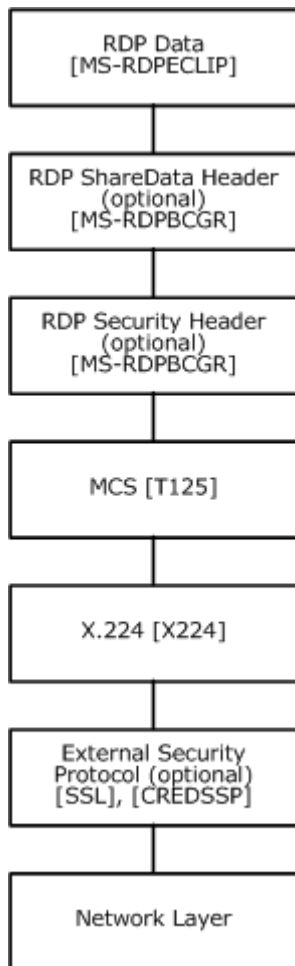 RDP Data
[MS-RDPECLIP]
RDP ShareData Header
(optional)
[MS-RDPBCGR]
RDP Security Header
(optional)
[MS-RDPBCGR]
MCS [T125]
X.224 [X224]
External Security
Protocol (optional)
[SSL], [CREDSSP]
Network Layer